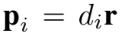 𝐩ᵢ = dᵢ𝐫